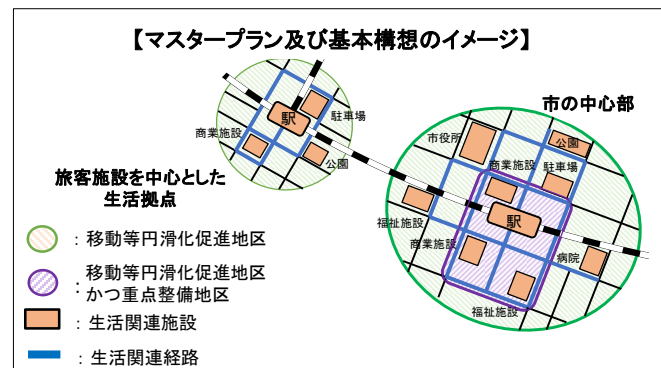 【マスタープラン及び基本構想のイメージ】
市の中心部
駅
駐車場
商業施設
公園
市役所
公園
商業施設
駐車場
旅客施設を中心とした
生活拠点
福祉施設
駅
商業施設
病院
福祉施設
：移動等円滑化促進地区
：移動等円滑化促進地区
かつ重点整備地区
：生活関連施設
：生活関連経路